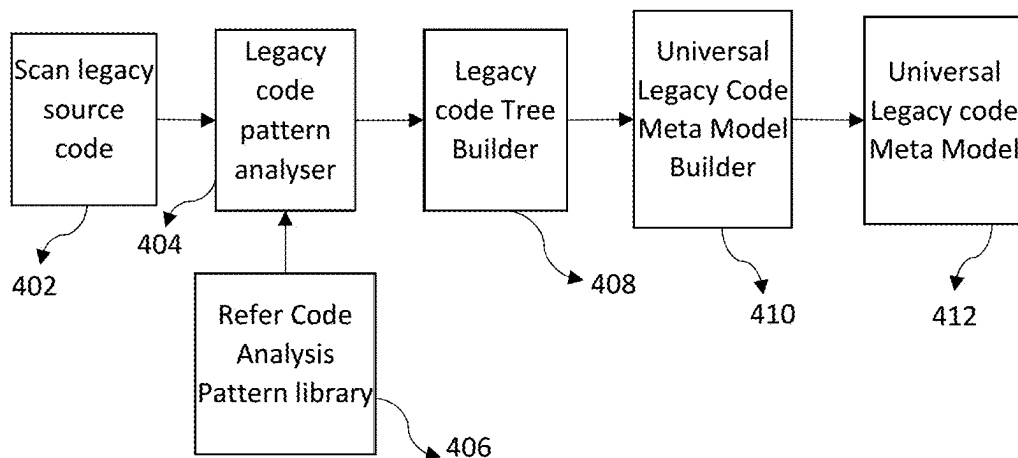 Scan legacy
source
code
402
Legacy
code
pattern
analyser
404
Refer Code
Analysis
Pattern library
406
Legacy
code Tree
Builder
408
Universal
Legacy Code
Meta Model
Builder
410
Universal
Legacy code
Meta Model
412